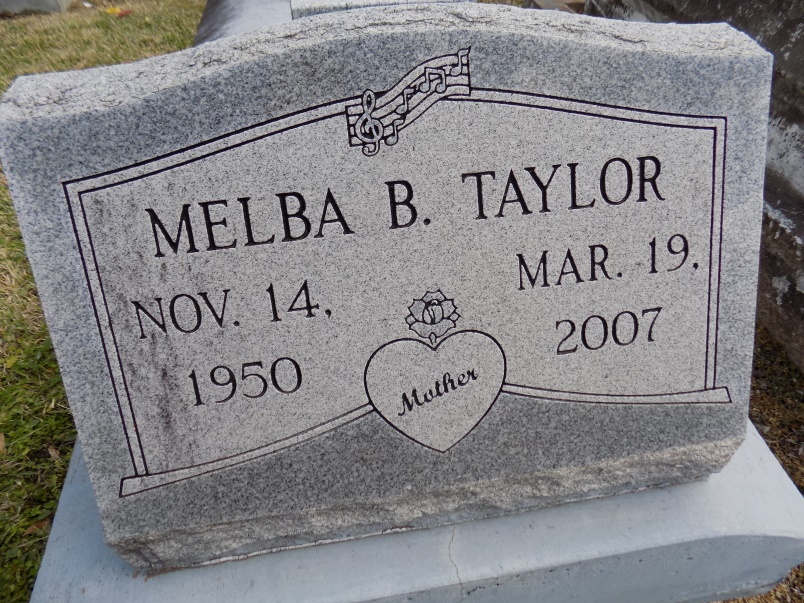 MELBA B. TAYLOR
NOV. 14, 1950
MAR. 19, 2007
Mother